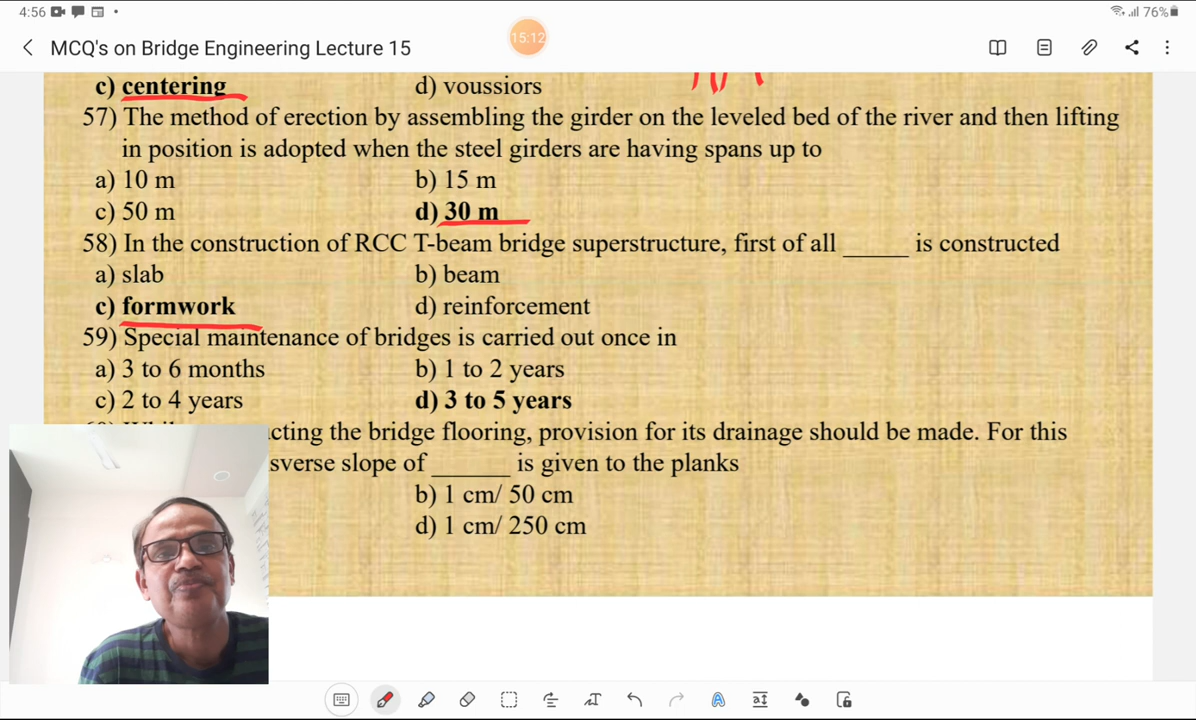 4:56
76%
MCQ's on Bridge Engineering Lecture 15
15:12
c) centering d) voussiors
57) The method of erection by assembling the girder on the leveled bed of the river and then lifting
in position is adopted when the steel girders are having spans up to
a) 10 m b) 15 m
c) 50 m d) 30 m
58) In the construction of RCC T-beam bridge superstructure, first of all ______ is constructed
a) slab b) beam
c) formwork d) reinforcement
59) Special maintenance of bridges is carried out once in
a) 3 to 6 months b) 1 to 2 years
c) 2 to 4 years d) 3 to 5 years
cting the bridge flooring, provision for its drainage should be made. For this
sverse slope of _______ is given to the planks
b) 1 cm/ 50 cm
d) 1 cm/ 250 cm